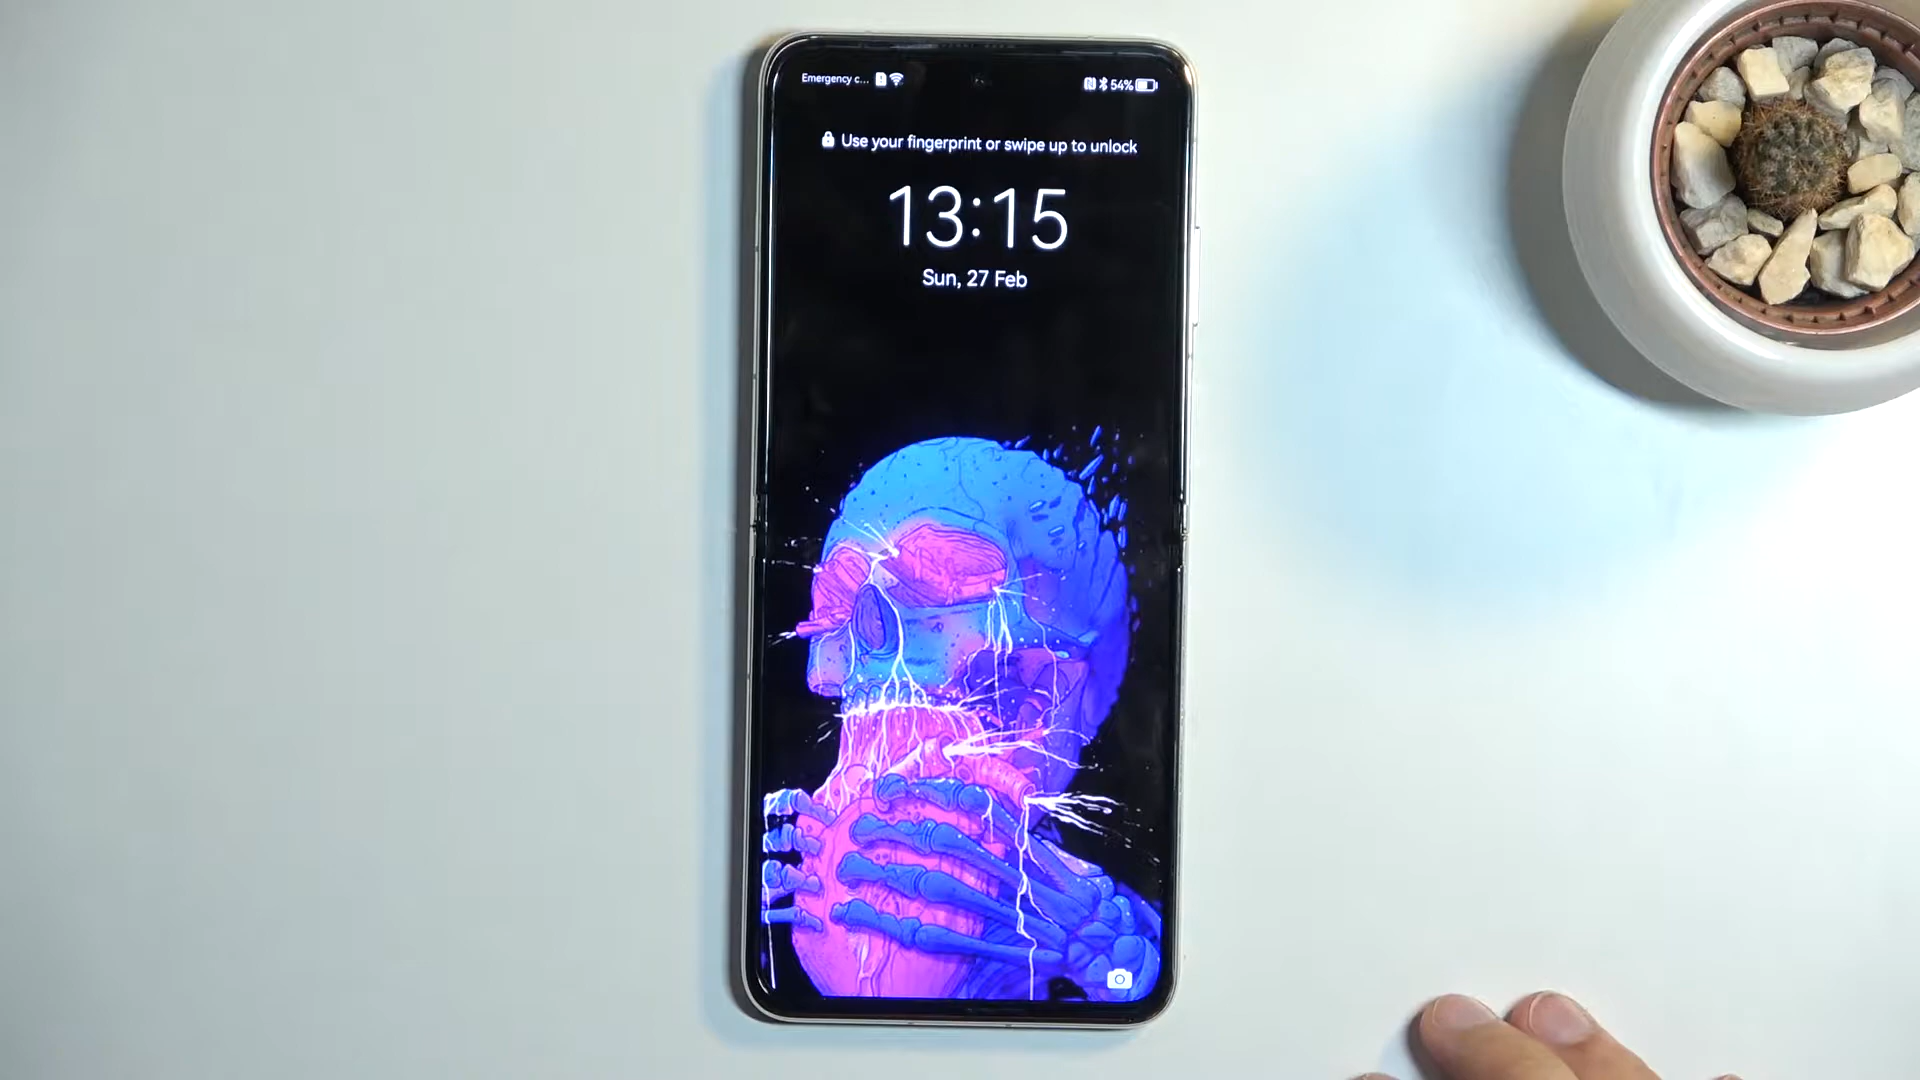 Emergency c... 54%
Use your fingerprint or swipe up to unlock
13:15
Sun, 27 Feb